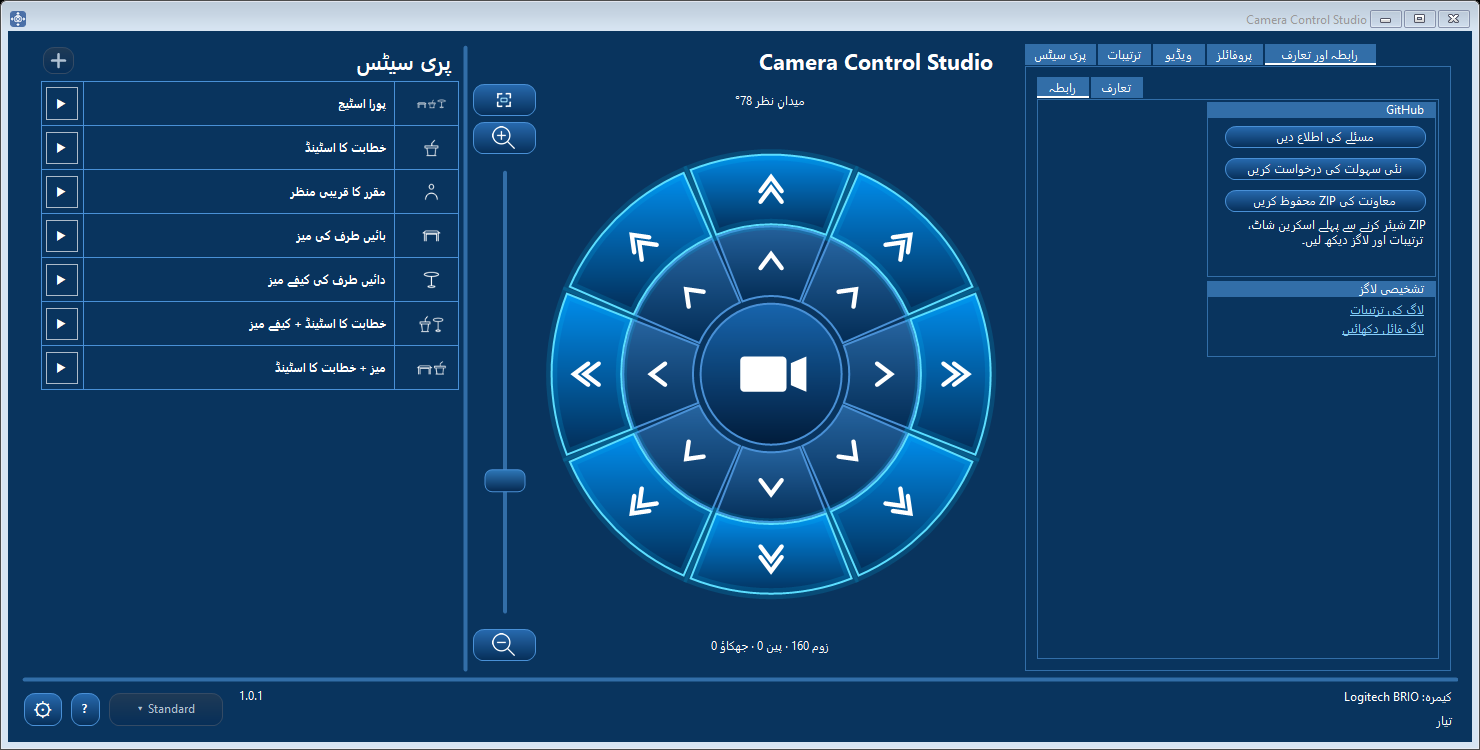 Camera Control Studio
رابطہ اور تعارف
پروفائلز
ویڈیو
ترتیبات
پری سیٹس
تعارف
رابطہ
GitHub
مسئلے کی اطلاع دیں
نئی سہولت کی درخواست کریں
معاونت کی ZIP محفوظ کریں
ZIP شیئر کرنے سے پہلے اسکرین شاٹ،
ترتیبات اور لاگز دیکھ لیں۔
تشخیصی لاگز
لاگ کی ترتیبات
لاگ فائل دکھائیں
Camera Control Studio
میدانِ نظر 78°
زوم 160 · پین 0 · جھکاؤ 0
پری سیٹس
پورا اسٹیج
خطابت کا اسٹینڈ
مقرر کا قریبی منظر
بائیں طرف کی میز
دائیں طرف کی کیفے میز
خطابت کا اسٹینڈ + کیفے میز
میز + خطابت کا اسٹینڈ
کیمرہ: Logitech BRIO
تیار
1.0.1
Standard
?